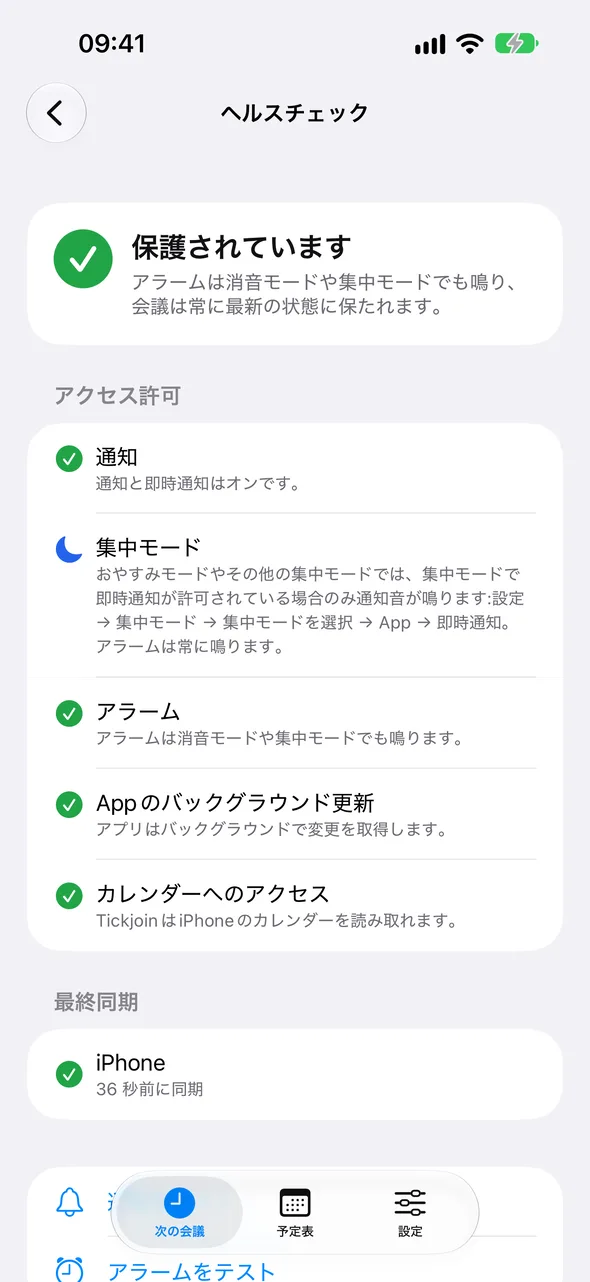 09:41
ヘルスチェック
保護されています
アラームは消音モードや集中モードでも鳴り、
会議は常に最新の状態に保たれます。
アクセス許可
通知
通知と即時通知はオンです。
集中モード
おやすみモードやその他の集中モードでは、集中モードで
即時通知が許可されている場合のみ通知音が鳴ります:設定
→ 集中モード → 集中モードを選択 → App → 即時通知。
アラームは常に鳴ります。
アラーム
アラームは消音モードや集中モードでも鳴ります。
Appのバックグラウンド更新
アプリはバックグラウンドで変更を取得します。
カレンダーへのアクセス
TickjoinはiPhoneのカレンダーを読み取れます。
最終同期
iPhone
36 秒前に同期
次の会議
予定表
設定
アラームをテスト